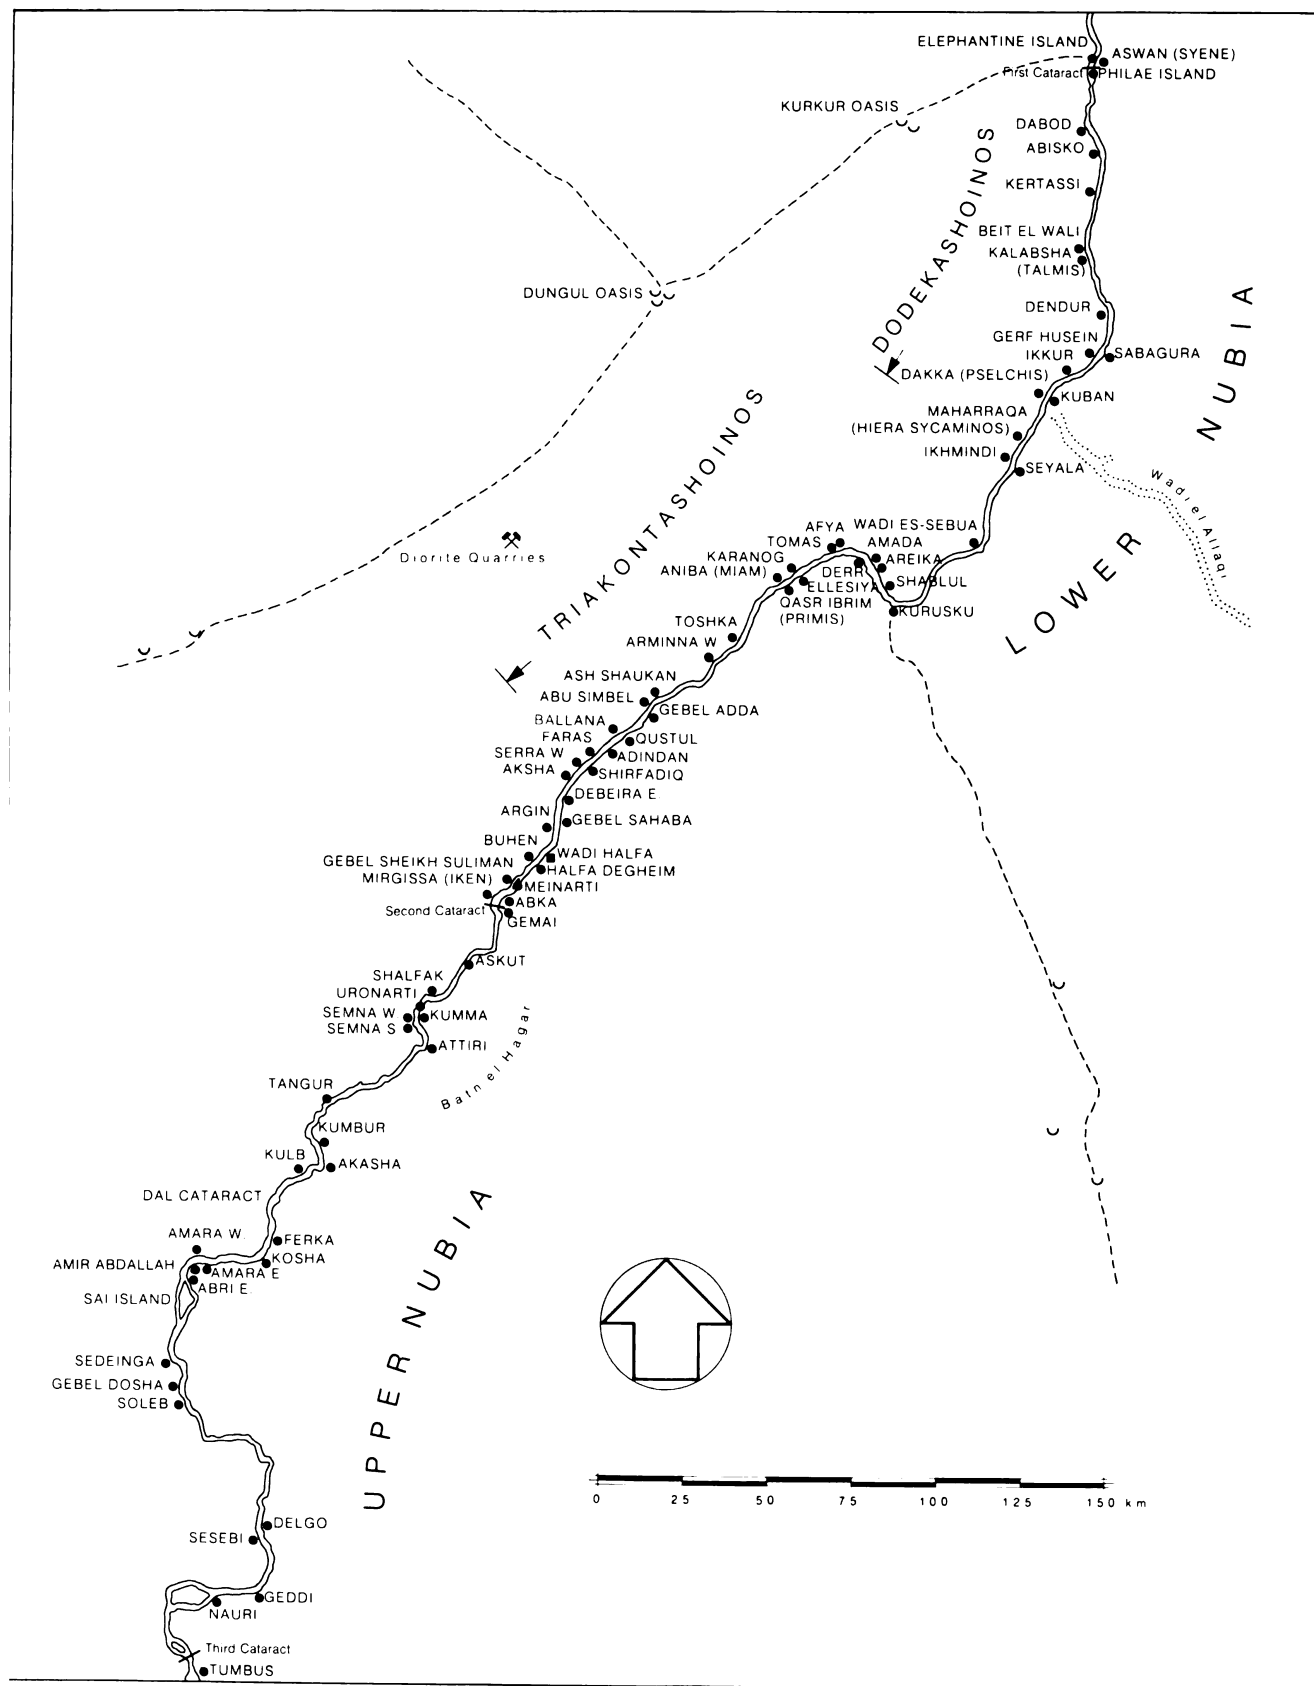 ELEPHANTINE ISLAND
ASWAN (SYENE)
First Cataract
PHILAE ISLAND
KURKUR OASIS
DABOD
ABISKO
KERTASSI
BEIT EL WALI
KALABSHA
(TALMIS)
DUNGUL OASIS
DODEKASHOINOS
DENDUR
GERF HUSEIN
IKKUR
SABAGURA
DAKKA (PSELCHIS)
KUBAN
MAHARRAQA
(HIERA SYCAMINOS)
IKHMINDI
SEYALA
LOWER NUBIA
Wadi el Allaqi
TRIAKONTASHOINOS
Diorite Quarries
AFYA
WADI ES-SEBUA
TOMAS
AMADA
KARANOG
AREIKA
ANIBA (MIAM)
DERR
ELLESIYA
SHABLUL
QASR IBRIM
(PRIMIS)
KURUSKU
TOSHKA
ARMINNA W
ASH SHAUKAN
ABU SIMBEL
GEBEL ADDA
BALLANA
FARAS
QUSTUL
SERRA W
ADINDAN
AKSHA
SHIRFADIQ
DEBEIRA E.
ARGIN
GEBEL SAHABA
BUHEN
WADI HALFA
GEBEL SHEIKH SULIMAN
HALFA DEGHEIM
MIRGISSA (IKEN)
MEINARTI
Second Cataract
ABKA
GEMAI
ASKUT
SHALFAK
URONARTI
SEMNA W.
KUMMA
SEMNA S
ATTIRI
Batn el Hagar
TANGUR
KUMBUR
KULB
AKASHA
DAL CATARACT
AMARA W.
FERKA
AMIR ABDALLAH
KOSHA
AMARA E
ABRI E.
SAI ISLAND
UPPER NUBIA
SEDEINGA
GEBEL DOSHA
SOLEB
0 25 50 75 100 125 150 km
DELGO
SESEBI
GEDDI
NAURI
Third Cataract
TUMBUS